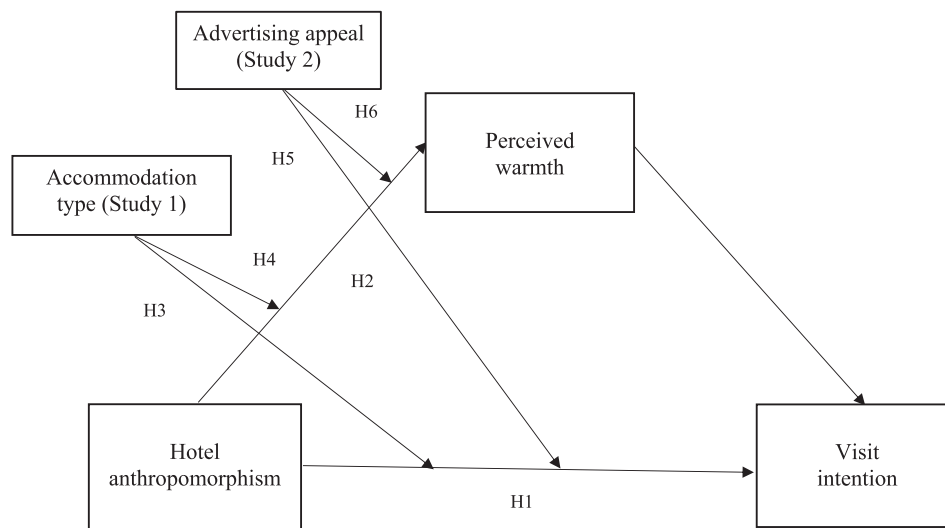 Advertising appeal
(Study 2)
H6
H5
Perceived
warmth
Accommodation
type (Study 1)
H4
H2
H3
Hotel
anthropomorphism
Visit
intention
H1